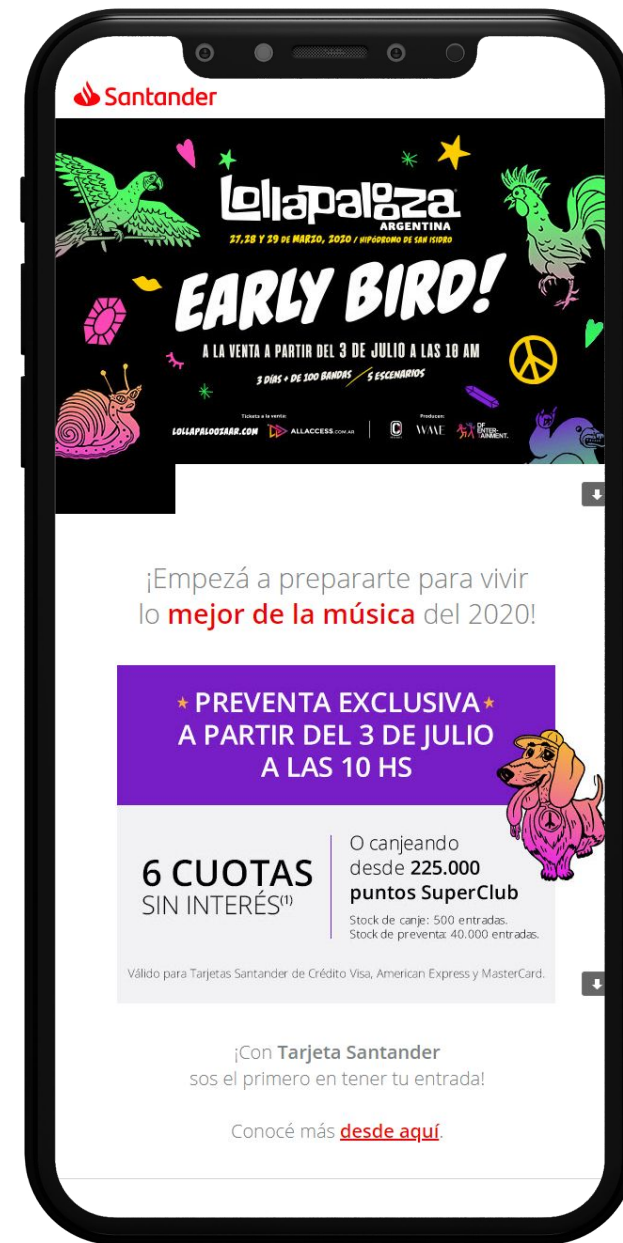 Santander
Lollapalooza
ARGENTINA
27,28 Y 29 DE MARZO, 2020 / HIPÓDROMO DE SAN ISIDRO
EARLY BIRD!
A LA VENTA A PARTIR DEL 3 DE JULIO A LAS 10 AM
3 DÍAS + DE 100 BANDAS / 5 ESCENARIOS
Tickets a la venta:
Producen:
LOLLAPALOOZAAR.COM ALLACCESS.COM.AR
DF ENTER-
TAINMENT.
¡Empezá a prepararte para vivir
lo mejor de la música del 2020!
PREVENTA EXCLUSIVA
A PARTIR DEL 3 DE JULIO
A LAS 10 HS
6 CUOTAS
SIN INTERÉS(1)
O canjeando
desde 225.000
puntos SuperClub
Stock de canje: 500 entradas.
Stock de preventa: 40.000 entradas.
Válido para Tarjetas Santander de Crédito Visa, American Express y MasterCard.
¡Con Tarjeta Santander
sos el primero en tener tu entrada!
Conocé más desde aquí.